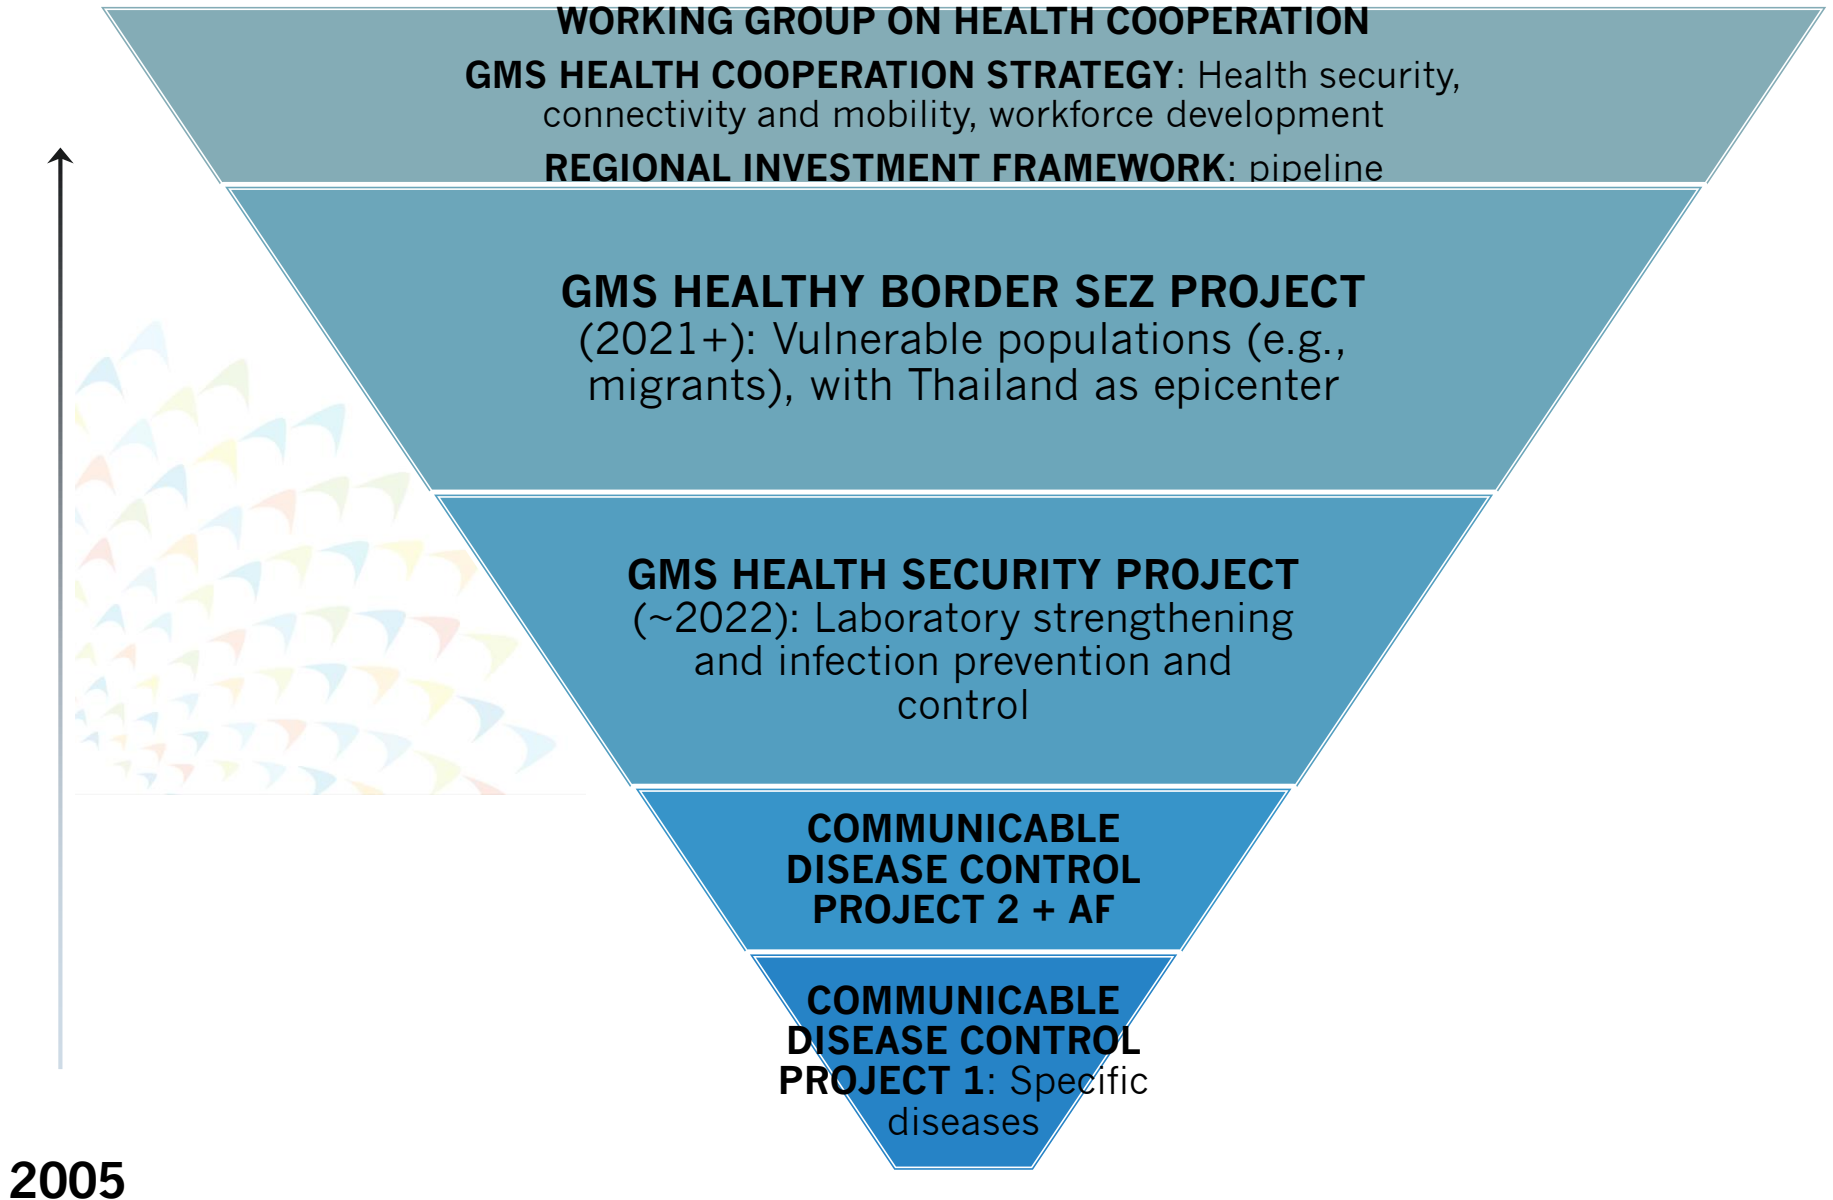 WORKING GROUP ON HEALTH COOPERATION
GMS HEALTH COOPERATION STRATEGY: Health security,
connectivity and mobility, workforce development
REGIONAL INVESTMENT FRAMEWORK: pipeline
GMS HEALTHY BORDER SEZ PROJECT
(2021+): Vulnerable populations (e.g.,
migrants), with Thailand as epicenter
GMS HEALTH SECURITY PROJECT
(~2022): Laboratory strengthening
and infection prevention and
control
COMMUNICABLE
DISEASE CONTROL
PROJECT 2 + AF
COMMUNICABLE
DISEASE CONTROL
PROJECT 1: Specific
diseases
2005